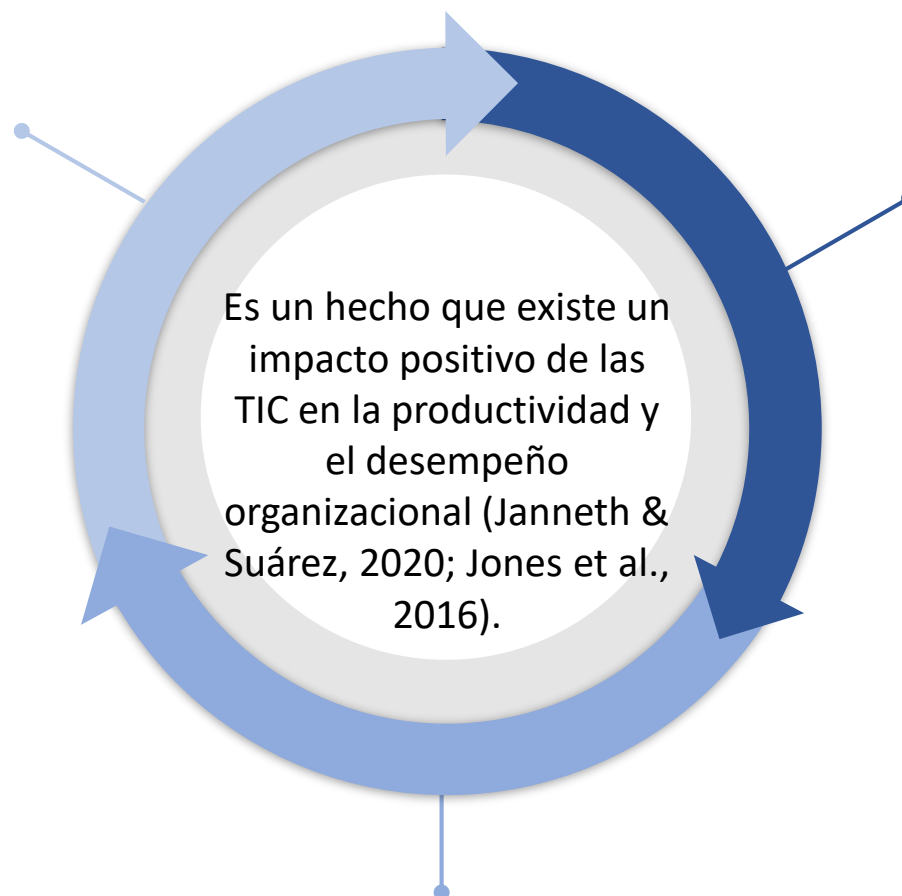 Es un hecho que existe un
impacto positivo de las
TIC en la productividad y
el desempeño
organizacional (Janneth &
Suárez, 2020; Jones et al.,
2016).